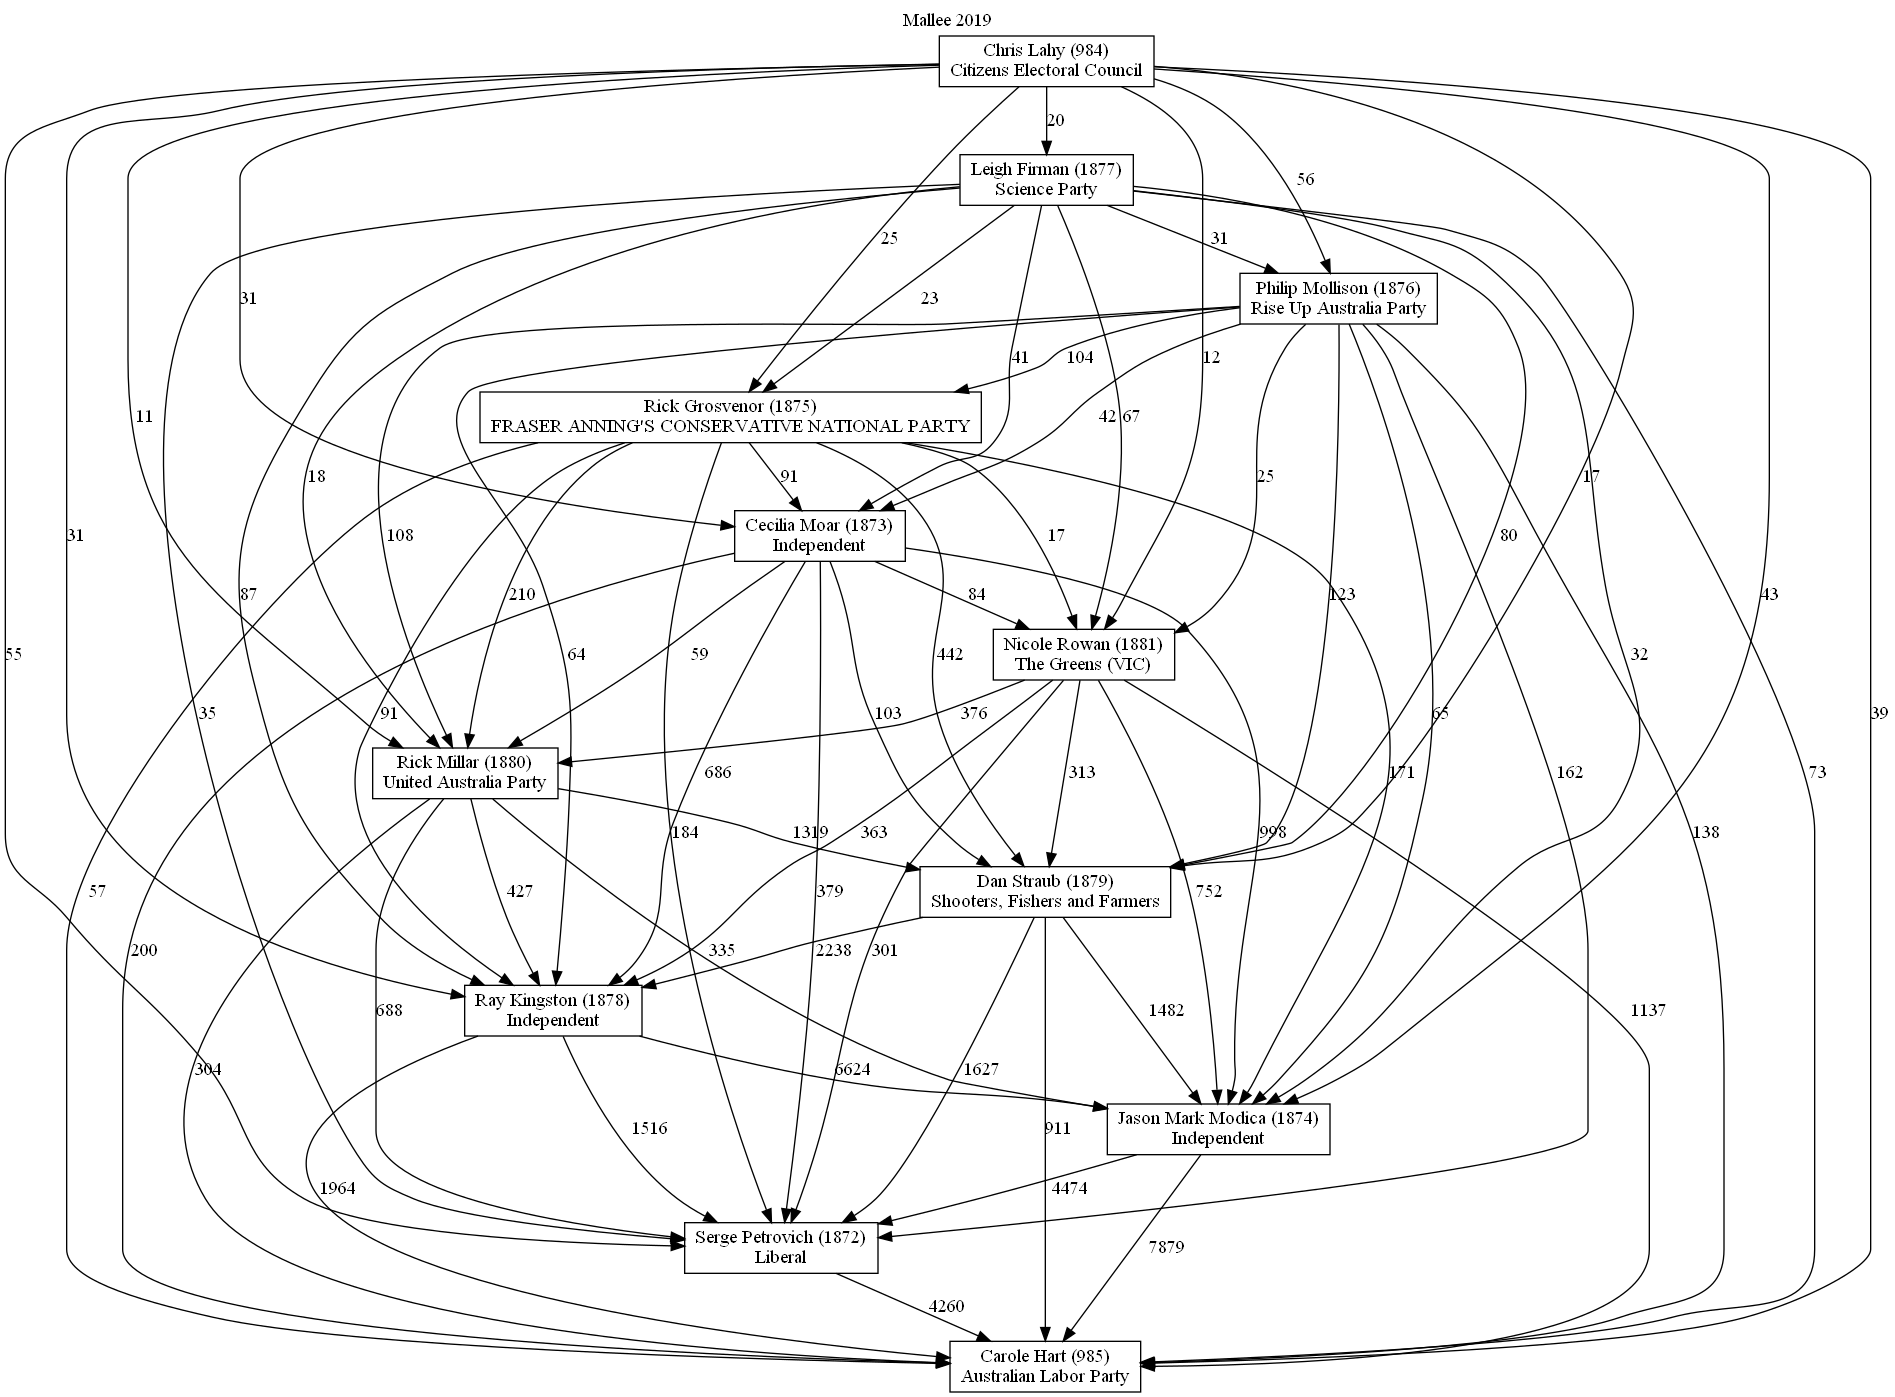 Mallee 2019
Chris Lahy (984)
Citizens Electoral Council
20
Leigh Firman (1877)
Science Party
56
25
31
23
31
12
Philip Mollison (1876)
Rise Up Australia Party
41
104
Rick Grosvenor (1875)
FRASER ANNING'S CONSERVATIVE NATIONAL PARTY
11
42
67
18
91
25
17
Cecilia Moar (1873)
Independent
31
108
17
80
87
210
84
442
123
43
55
64
59
Nicole Rowan (1881)
The Greens (VIC)
32
35
91
103
376
65
39
Rick Millar (1880)
United Australia Party
686
313
171
162
73
184
1319
363
998
138
57
427
379
Dan Straub (1879)
Shooters, Fishers and Farmers
752
200
335
2238
301
688
Ray Kingston (1878)
Independent
1482
1137
304
6624
1627
1516
911
Jason Mark Modica (1874)
Independent
1964
4474
Serge Petrovich (1872)
Liberal
7879
4260
Carole Hart (985)
Australian Labor Party